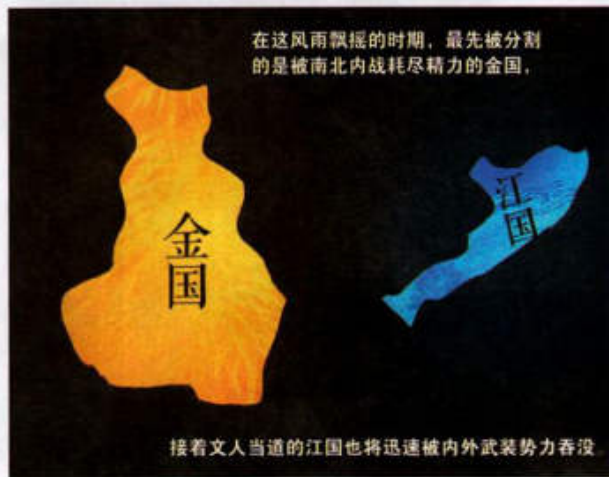 在这风雨飘摇的时期，最先被分割
的是被南北内战耗尽精力的金国，
金国
江国
接着文人当道的江国也将迅速被内外武装势力吞没